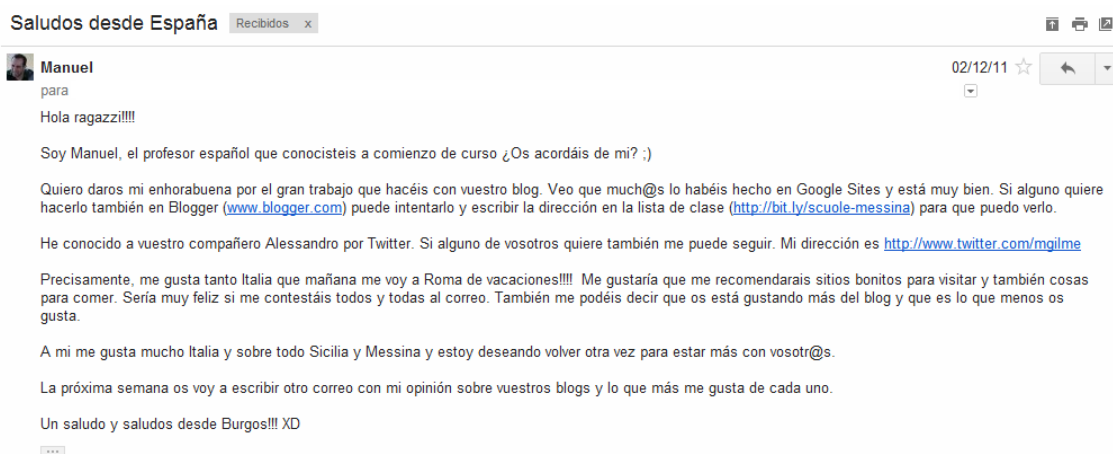 Saludos desde España Recibidos x
Manuel 02/12/11
para
Hola ragazzi!!!!
Soy Manuel, el profesor español que conocisteis a comienzo de curso ¿Os acordáis de mi? ;)
Quiero daros mi enhorabuena por el gran trabajo que hacéis con vuestro blog. Veo que much@s lo habéis hecho en Google Sites y está muy bien. Si alguno quiere
hacerlo también en Blogger (www.blogger.com) puede intentarlo y escribir la dirección en la lista de clase (http://bit.ly/scuole-messina) para que puedo verlo.
He conocido a vuestro compañero Alessandro por Twitter. Si alguno de vosotros quiere también me puede seguir. Mi dirección es http://www.twitter.com/mgilme
Precisamente, me gusta tanto Italia que mañana me voy a Roma de vacaciones!!!! Me gustaría que me recomendarais sitios bonitos para visitar y también cosas
para comer. Sería muy feliz si me contestáis todos y todas al correo. También me podéis decir que os está gustando más del blog y que es lo que menos os
gusta.
A mi me gusta mucho Italia y sobre todo Sicilia y Messina y estoy deseando volver otra vez para estar más con vosotr@s.
La próxima semana os voy a escribir otro correo con mi opinión sobre vuestros blogs y lo que más me gusta de cada uno.
Un saludo y saludos desde Burgos!!! XD